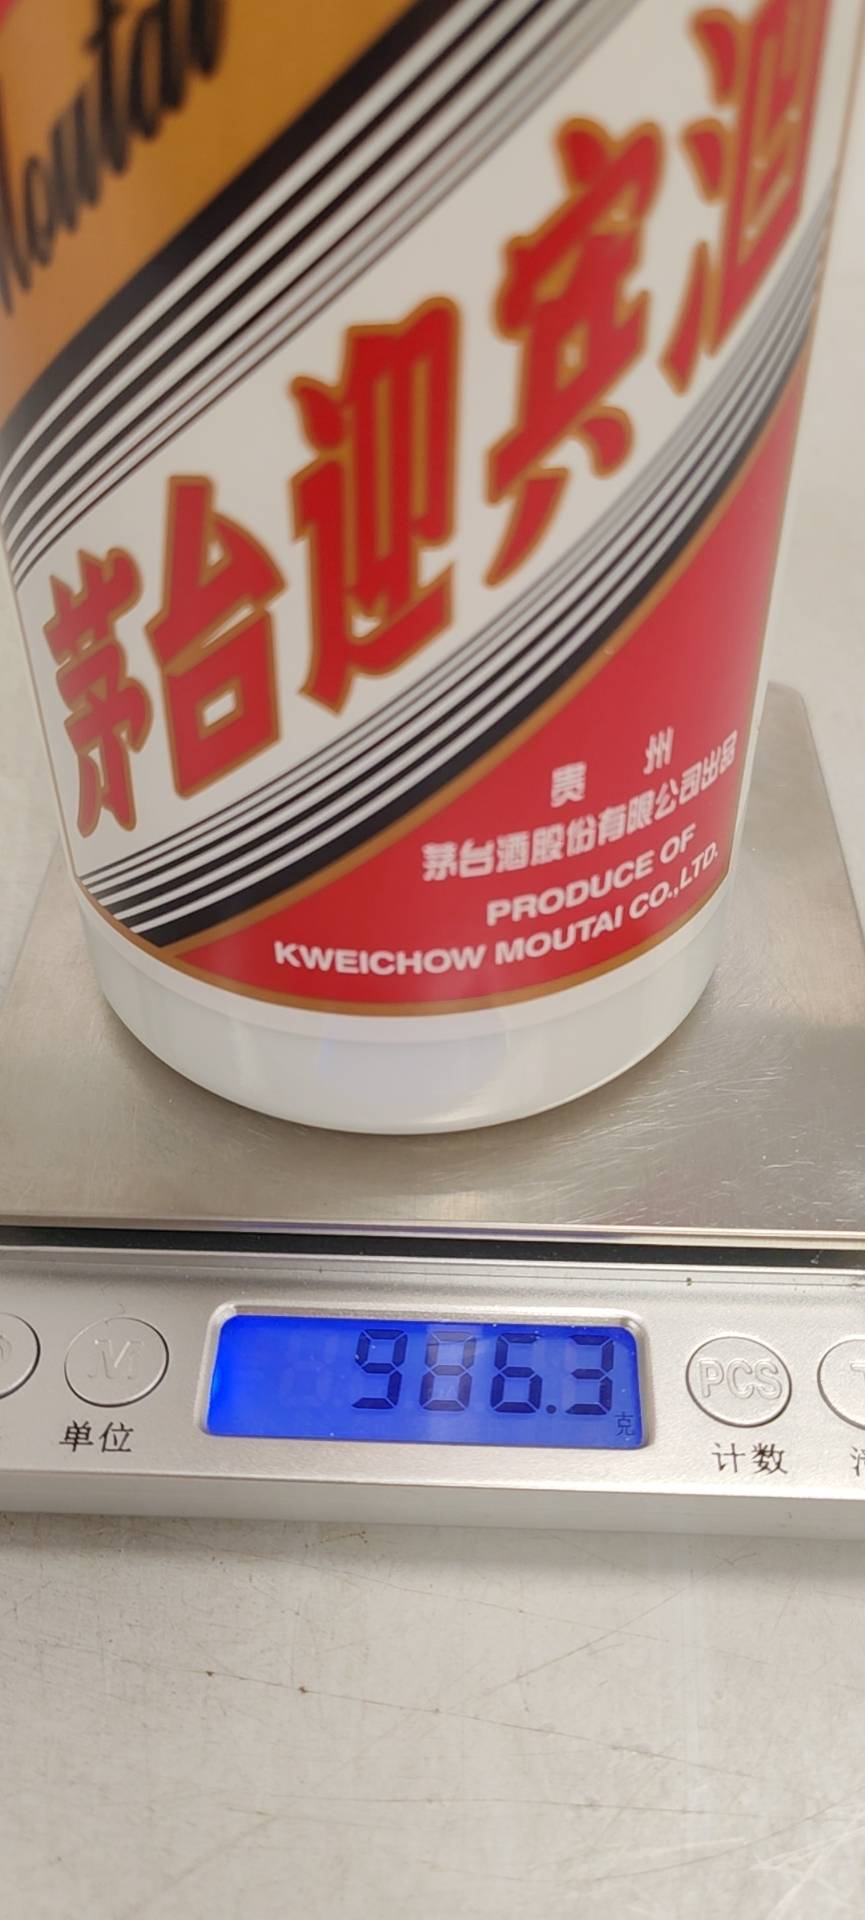 Moutai
茅台迎宾酒
贵 州
茅台酒股份有限公司出品
PRODUCE OF
KWEICHOW MOUTAI CO.,LTD.
986.3
克
M
PCS
单位
计数